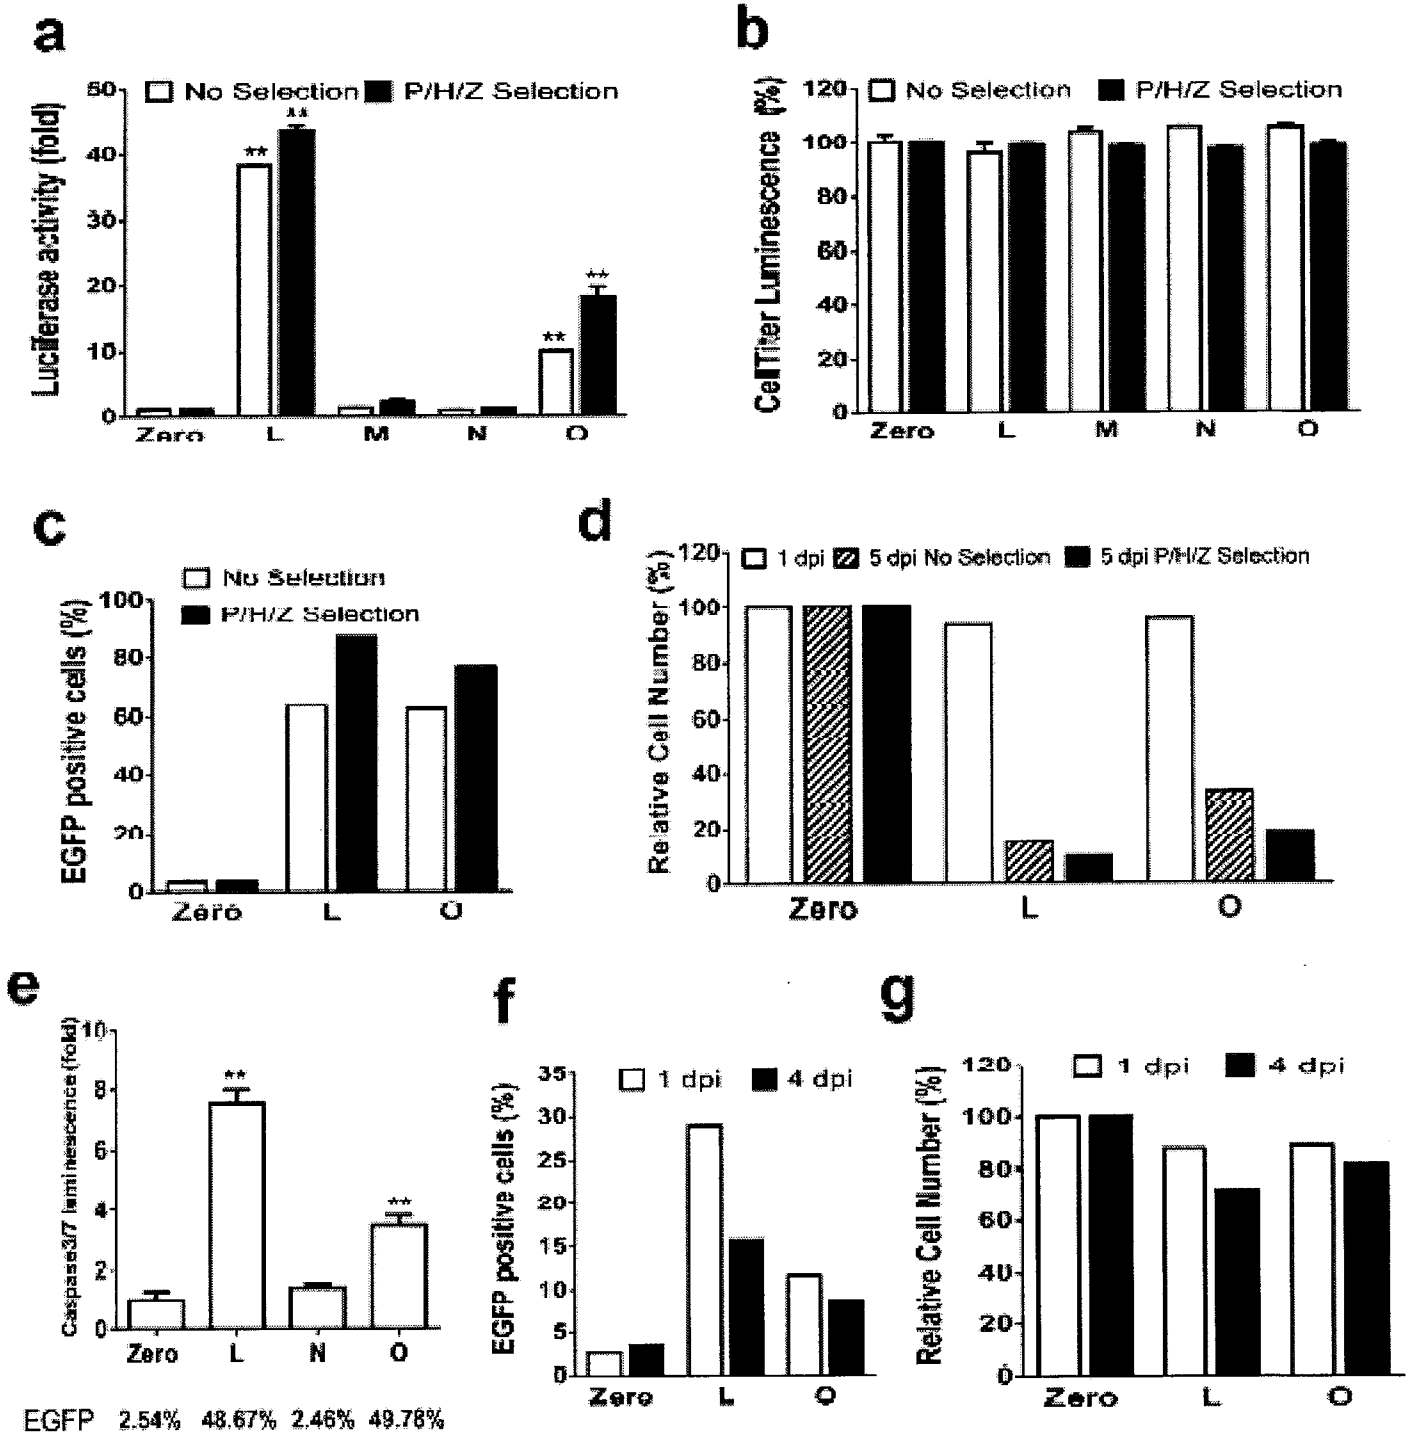 a
No Selection P/H/Z Selection
Luciferase activity (fold)
50
40
30
20
10
0
** ** ** **
Zero L M N O
b
No Selection P/H/Z Selection
CellTiter Luminescence (%)
120
100
80
60
40
20
0
Zero L M N O
c
No Selection
P/H/Z Selection
EGFP positive cells (%)
100
80
60
40
20
0
Zero L O
d
1 dpi 5 dpi No Selection 5 dpi P/H/Z Selection
Relative Cell Number (%)
120
100
80
60
40
20
0
Zero L O
e
Caspase3/7 luminescence (fold)
10
8
6
4
2
0
** **
Zero L N O
EGFP 2.54% 48.67% 2.46% 49.78%
f
1 dpi 4 dpi
EGFP positive cells (%)
35
30
25
20
15
10
5
0
Zero L O
g
1 dpi 4 dpi
Relative Cell Number (%)
120
100
80
60
40
20
0
Zero L O